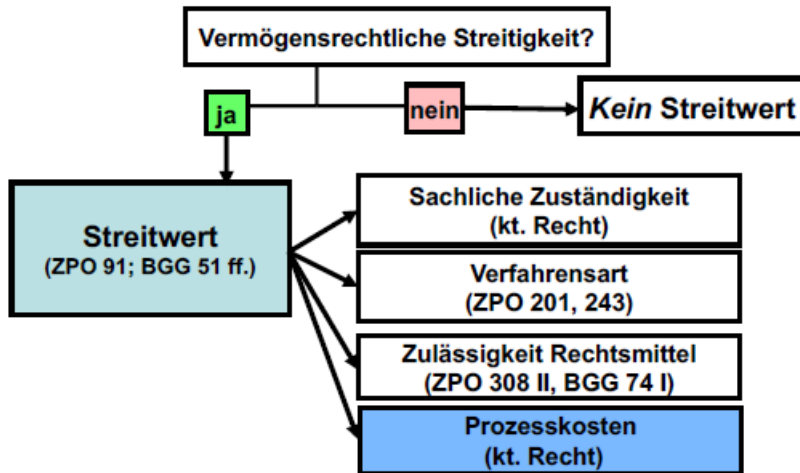 Vermögensrechtliche Streitigkeit?
ja
nein
Kein Streitwert
Streitwert
(ZPO 91; BGG 51 ff.)
Sachliche Zuständigkeit
(kt. Recht)
Verfahrensart
(ZPO 201, 243)
Zulässigkeit Rechtsmittel
(ZPO 308 II, BGG 74 I)
Prozesskosten
(kt. Recht)